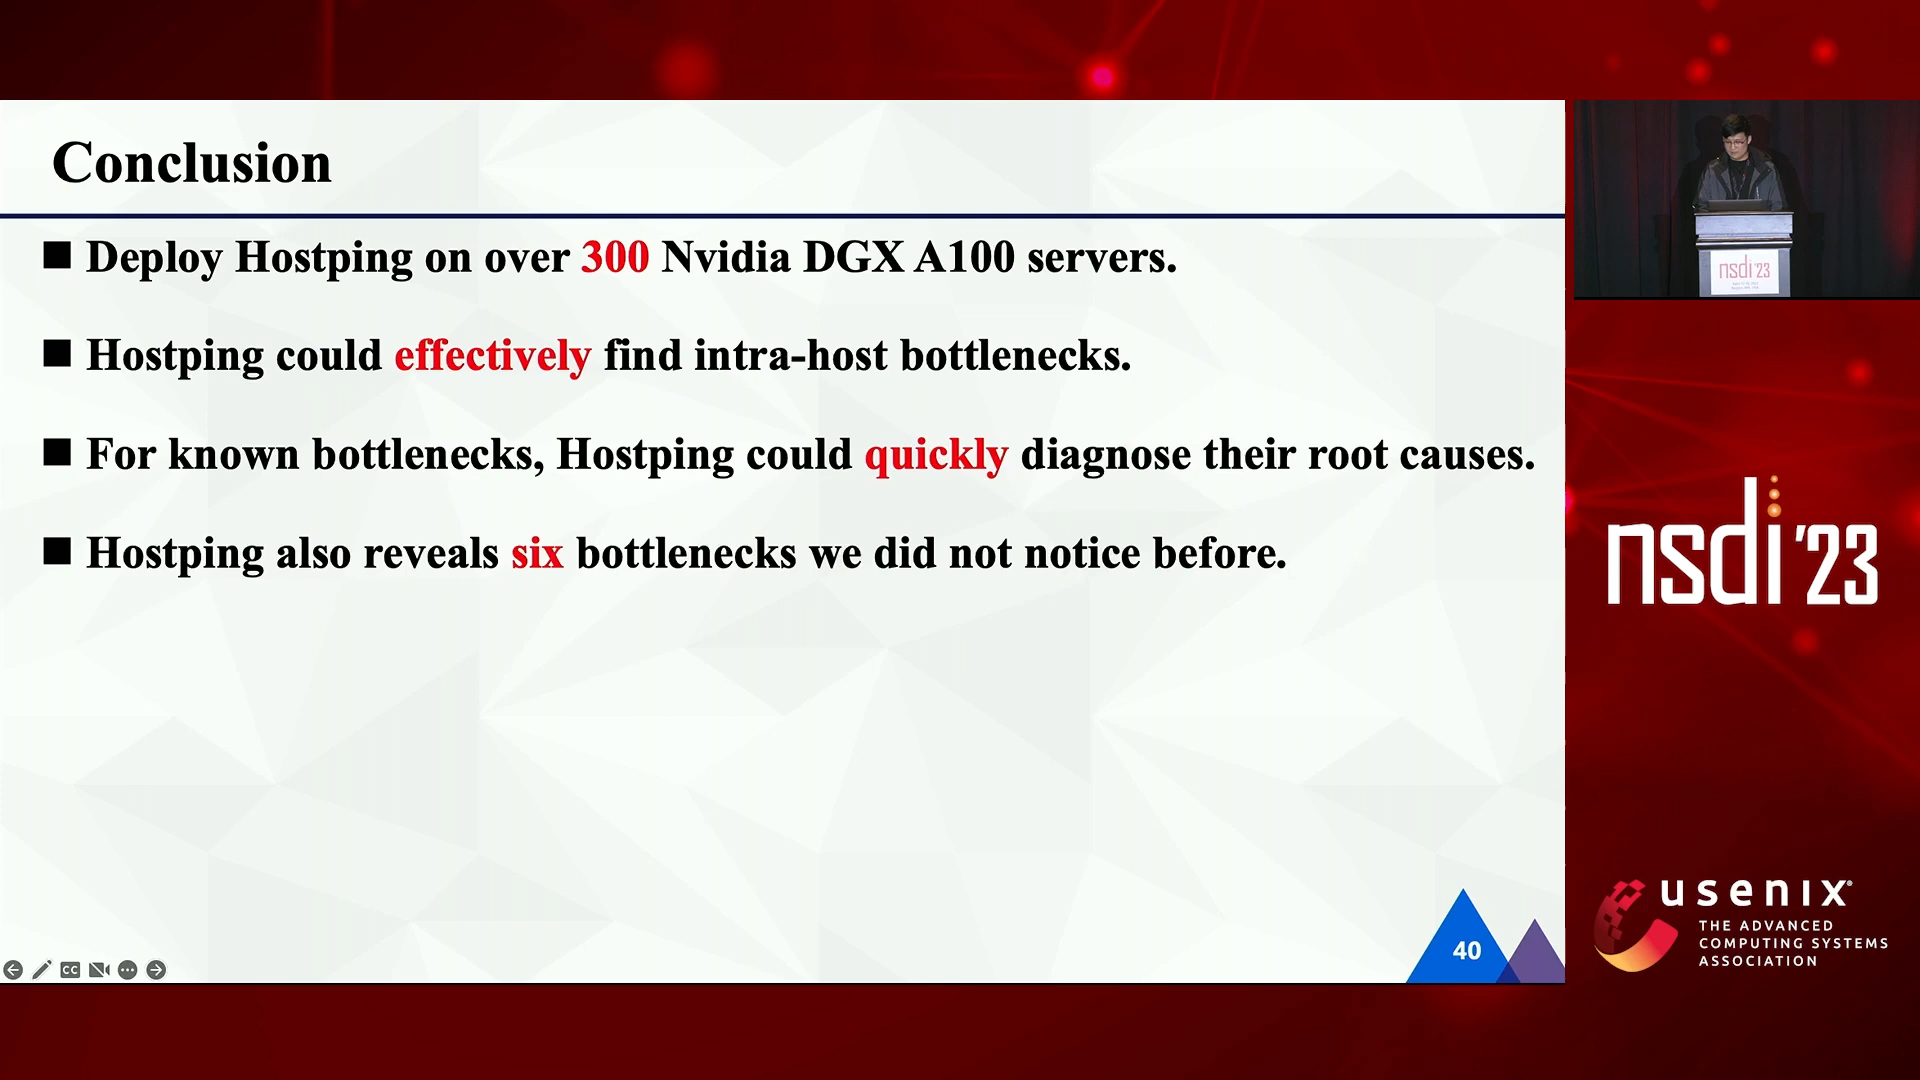 Conclusion
■ Deploy Hostping on over 300 Nvidia DGX A100 servers.
■ Hostping could effectively find intra-host bottlenecks.
■ For known bottlenecks, Hostping could quickly diagnose their root causes.
■ Hostping also reveals six bottlenecks we did not notice before.
40
CC
nsdi'23
nsdi '23
usenix®
THE ADVANCED
COMPUTING SYSTEMS
ASSOCIATION